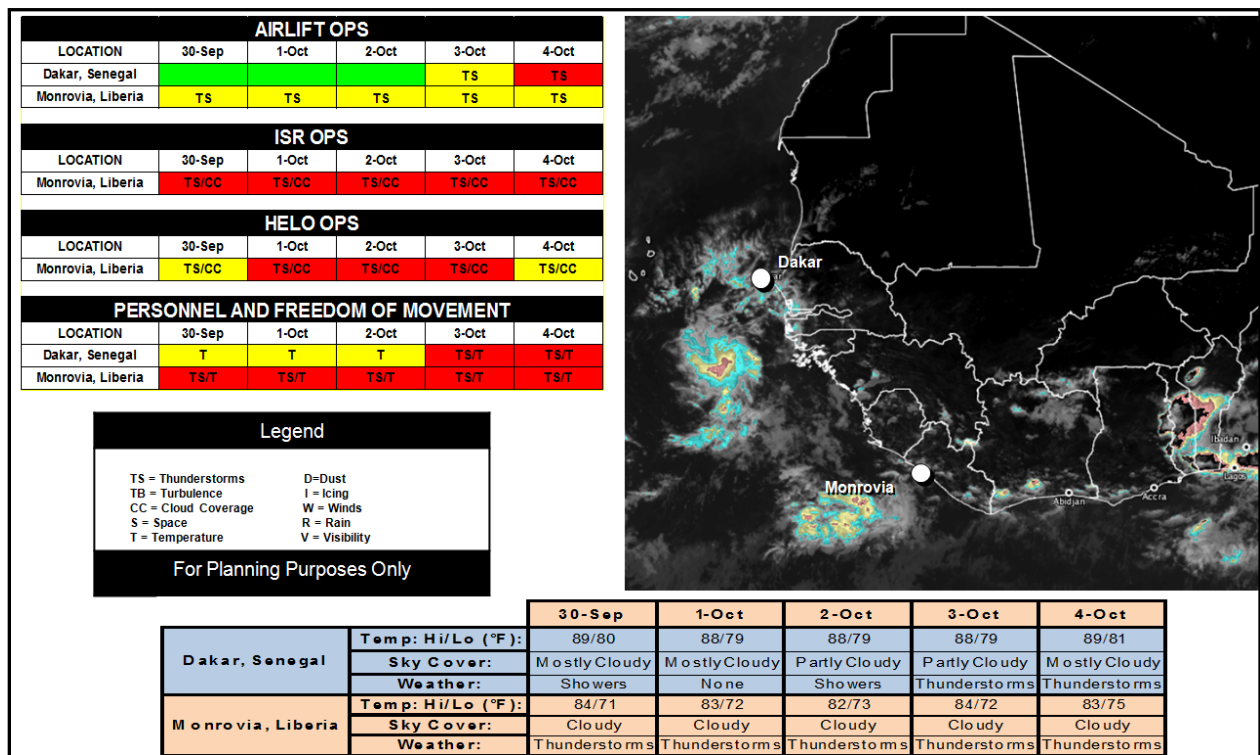 AIRLIFT OPS
LOCATION 30-Sep 1-Oct 2-Oct 3-Oct 4-Oct
Dakar, Senegal TS TS
Monrovia, Liberia TS TS TS TS TS
ISR OPS
LOCATION 30-Sep 1-Oct 2-Oct 3-Oct 4-Oct
Monrovia, Liberia TS/CC TS/CC TS/CC TS/CC TS/CC
HELO OPS
LOCATION 30-Sep 1-Oct 2-Oct 3-Oct 4-Oct
Monrovia, Liberia TS/CC TS/CC TS/CC TS/CC TS/CC
PERSONNEL AND FREEDOM OF MOVEMENT
LOCATION 30-Sep 1-Oct 2-Oct 3-Oct 4-Oct
Dakar, Senegal T T T TS/T TS/T
Monrovia, Liberia TS/T TS/T TS/T TS/T TS/T
Legend
TS = Thunderstorms D=Dust
TB = Turbulence I = Icing
CC = Cloud Coverage W = Winds
S = Space R = Rain
T = Temperature V = Visibility
For Planning Purposes Only
Dakar
Monrovia
Abidjan
Accra
Ibadan
Lagos
30-Sep 1-Oct 2-Oct 3-Oct 4-Oct
Dakar, Senegal
Temp: Hi/Lo (°F): 89/80 88/79 88/79 88/79 89/81
Sky Cover: Mostly Cloudy Mostly Cloudy Partly Cloudy Partly Cloudy Mostly Cloudy
Weather: Showers None Showers Thunderstorms Thunderstorms
Monrovia, Liberia
Temp: Hi/Lo (°F): 84/71 83/72 82/73 84/72 83/75
Sky Cover: Cloudy Cloudy Cloudy Cloudy Cloudy
Weather: Thunderstorms Thunderstorms Thunderstorms Thunderstorms Thunderstorms